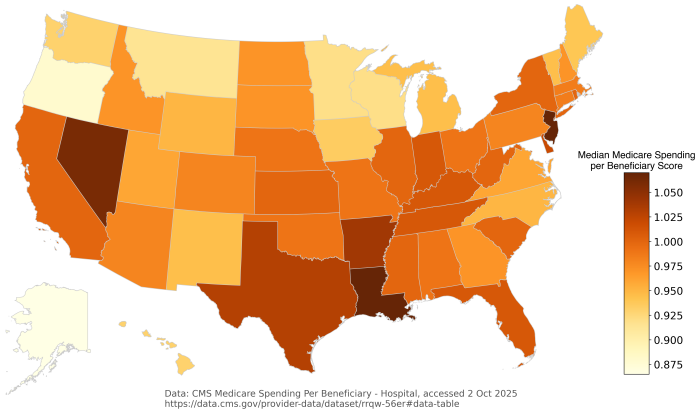 Median Medicare Spending
per Beneficiary Score
1.050
1.025
1.000
0.975
0.950
0.925
0.900
0.875
Data: CMS Medicare Spending Per Beneficiary - Hospital, accessed 2 Oct 2025
https://data.cms.gov/provider-data/dataset/rrqw-56er#data-table